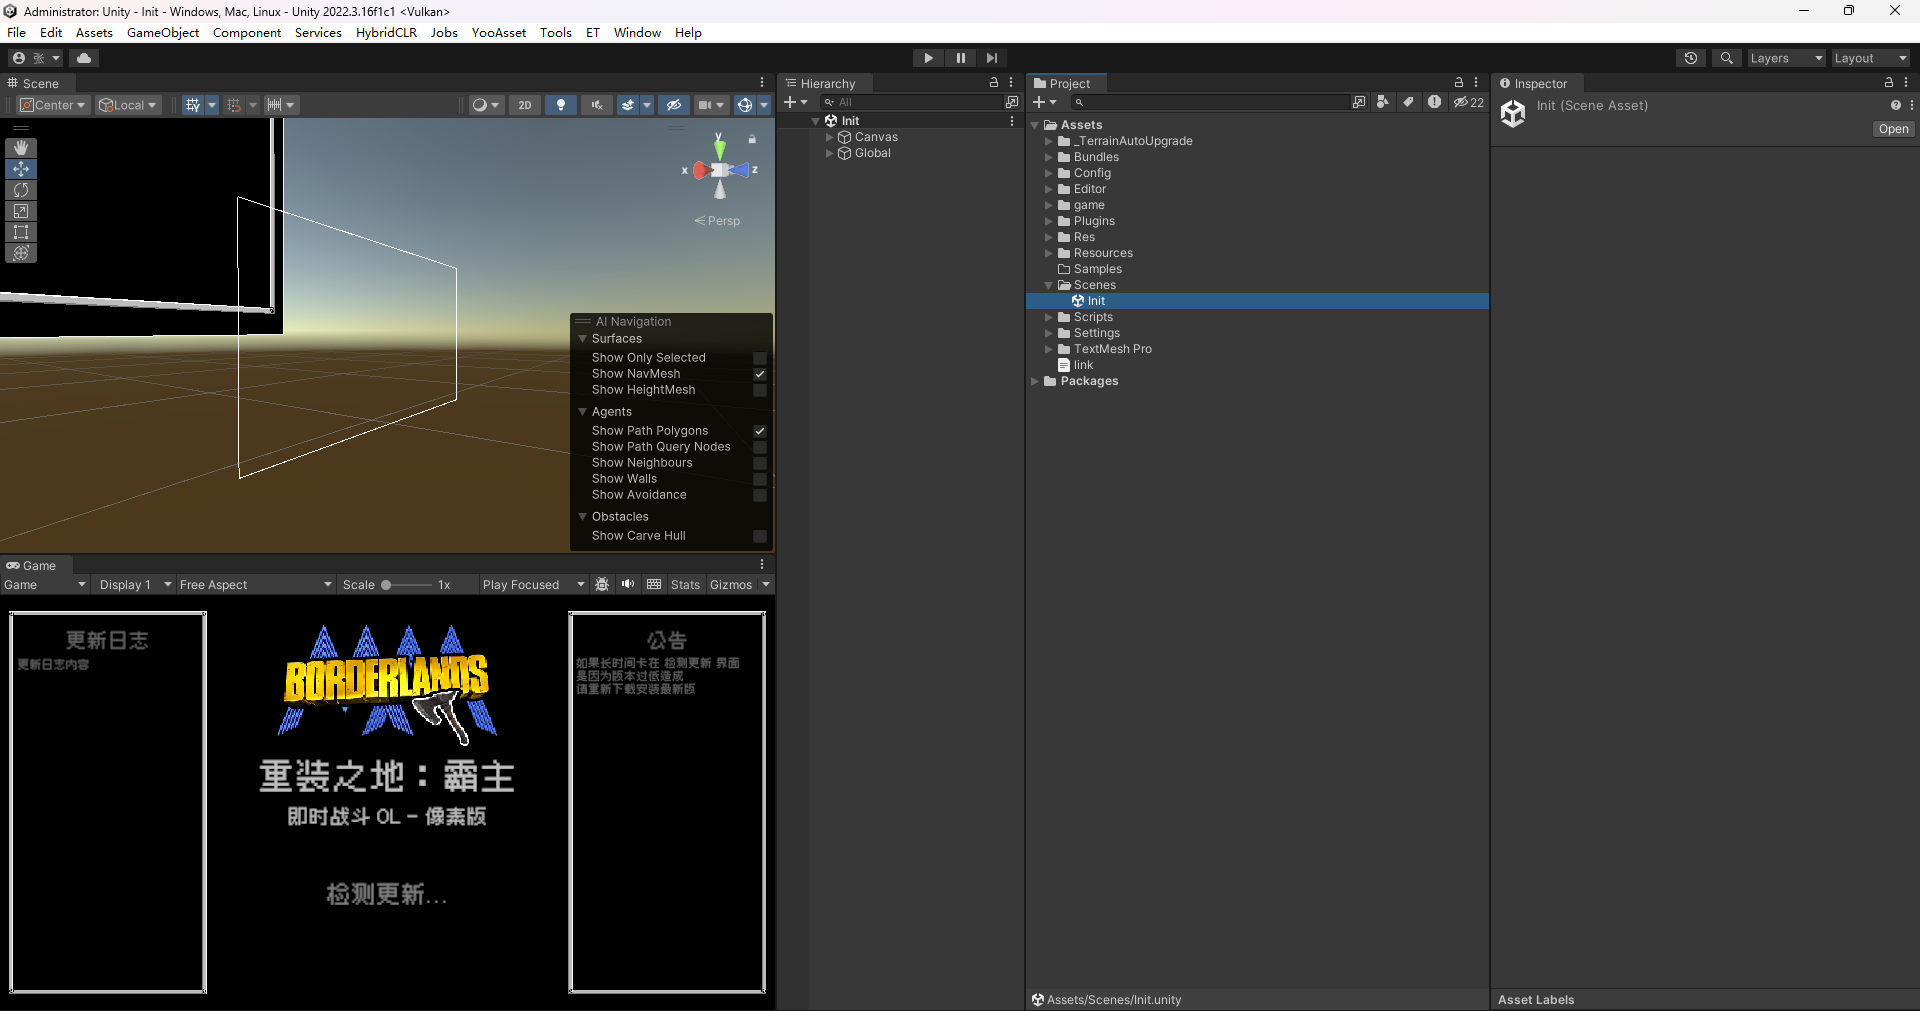 Administrator: Unity - Init - Windows, Mac, Linux - Unity 2022.3.16f1c1 <Vulkan>
File Edit Assets GameObject Component Services HybridCLR Jobs YooAsset Tools ET Window Help
Layers Layout
Scene
Center Local 2D
y
x z
Persp
AI Navigation
Surfaces
Show Only Selected
Show NavMesh
Show HeightMesh
Agents
Show Path Polygons
Show Path Query Nodes
Show Neighbours
Show Walls
Show Avoidance
Obstacles
Show Carve Hull
Game
Game Display 1 Free Aspect Scale 1x Play Focused Stats Gizmos
更新日志
更新日志内容
BORDERLANDS
重装之地：霸主
即时战斗 OL - 像素版
检测更新...
公告
如果长时间卡在 检测更新 界面
是因为版本过低造成
请重新下载安装最新版
Hierarchy
All
Init
Canvas
Global
Project
22
Assets
_TerrainAutoUpgrade
Bundles
Config
Editor
game
Plugins
Res
Resources
Samples
Scenes
Init
Scripts
Settings
TextMesh Pro
link
Packages
Assets/Scenes/Init.unity
Inspector
Init (Scene Asset)
Open
Asset Labels